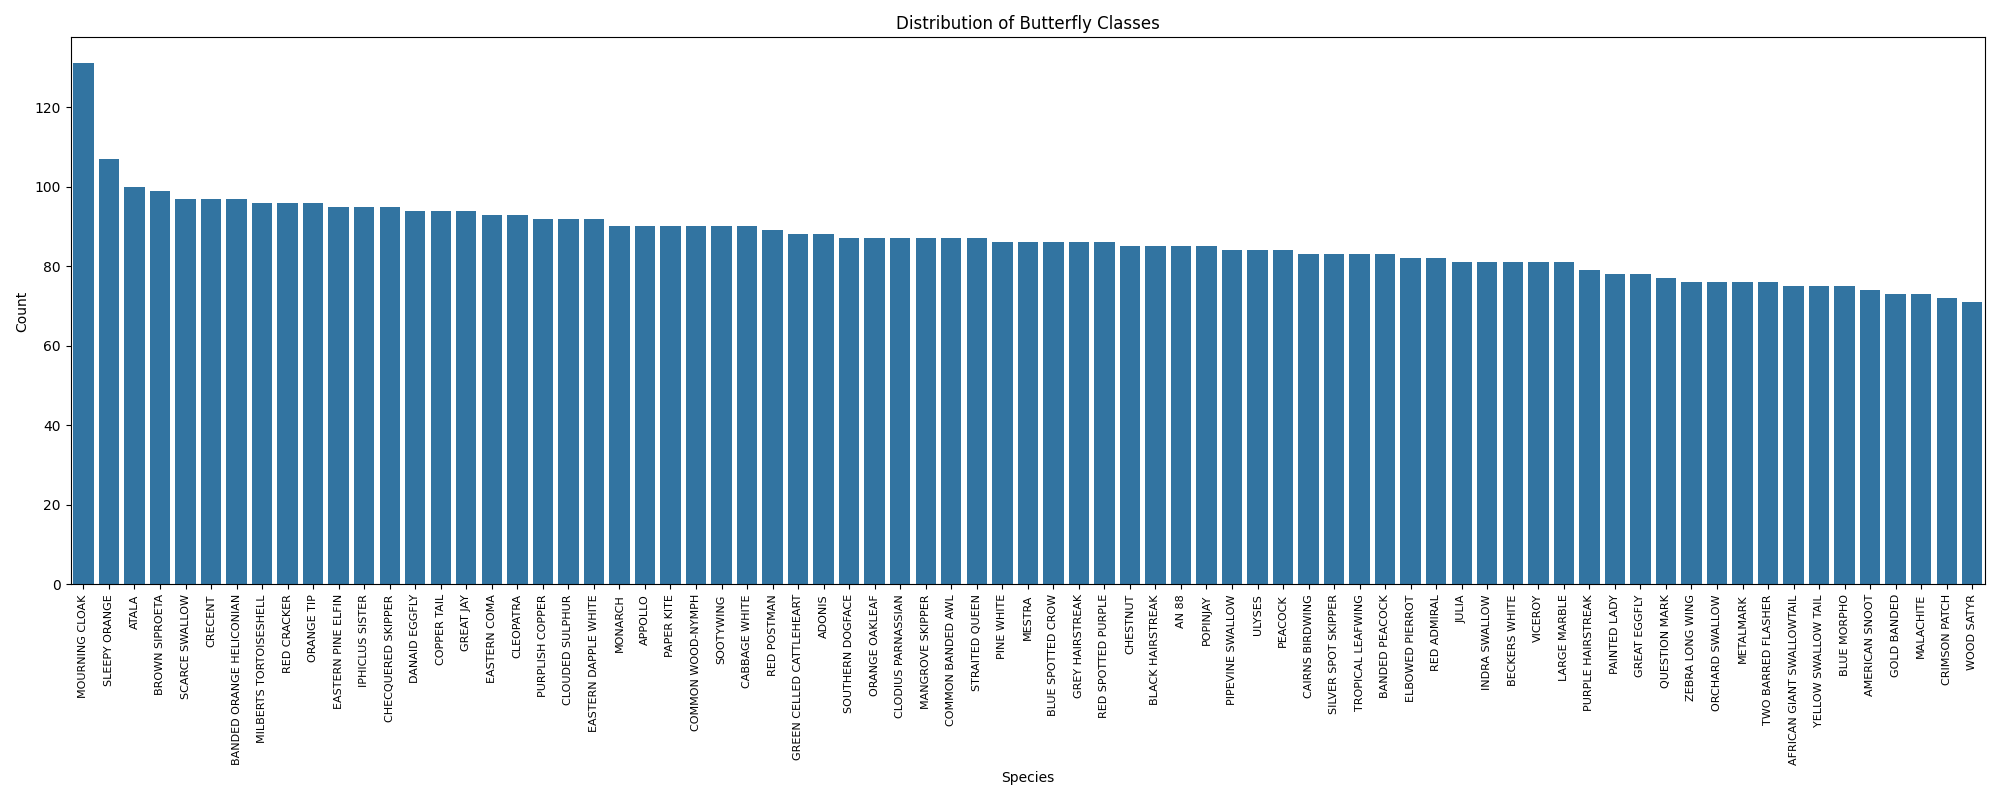 Distribution of Butterfly Classes
120
100
80
60
40
20
0
Count
MOURNING CLOAK
SLEEPY ORANGE
ATALA
BROWN SIPROETA
SCARCE SWALLOW
CRECENT
BANDED ORANGE HELICONIAN
MILBERTS TORTOISESHELL
RED CRACKER
ORANGE TIP
EASTERN PINE ELFIN
IPHICLUS SISTER
CHECQUERED SKIPPER
DANAID EGGFLY
COPPER TAIL
GREAT JAY
EASTERN COMA
CLEOPATRA
PURPLISH COPPER
CLOUDED SULPHUR
EASTERN DAPPLE WHITE
MONARCH
APPOLLO
PAPER KITE
COMMON WOOD-NYMPH
SOOTYWING
CABBAGE WHITE
RED POSTMAN
GREEN CELLED CATTLEHEART
ADONIS
SOUTHERN DOGFACE
ORANGE OAKLEAF
CLODIUS PARNASSIAN
MANGROVE SKIPPER
COMMON BANDED AWL
STRAITED QUEEN
PINE WHITE
MESTRA
BLUE SPOTTED CROW
GREY HAIRSTREAK
RED SPOTTED PURPLE
CHESTNUT
BLACK HAIRSTREAK
AN 88
POPINJAY
PIPEVINE SWALLOW
ULYSES
PEACOCK
CAIRNS BIRDWING
SILVER SPOT SKIPPER
TROPICAL LEAFWING
BANDED PEACOCK
ELBOWED PIERROT
RED ADMIRAL
JULIA
INDRA SWALLOW
BECKERS WHITE
VICEROY
LARGE MARBLE
PURPLE HAIRSTREAK
PAINTED LADY
GREAT EGGFLY
QUESTION MARK
ZEBRA LONG WING
ORCHARD SWALLOW
METALMARK
TWO BARRED FLASHER
AFRICAN GIANT SWALLOWTAIL
YELLOW SWALLOW TAIL
BLUE MORPHO
AMERICAN SNOOT
GOLD BANDED
MALACHITE
CRIMSON PATCH
WOOD SATYR
Species